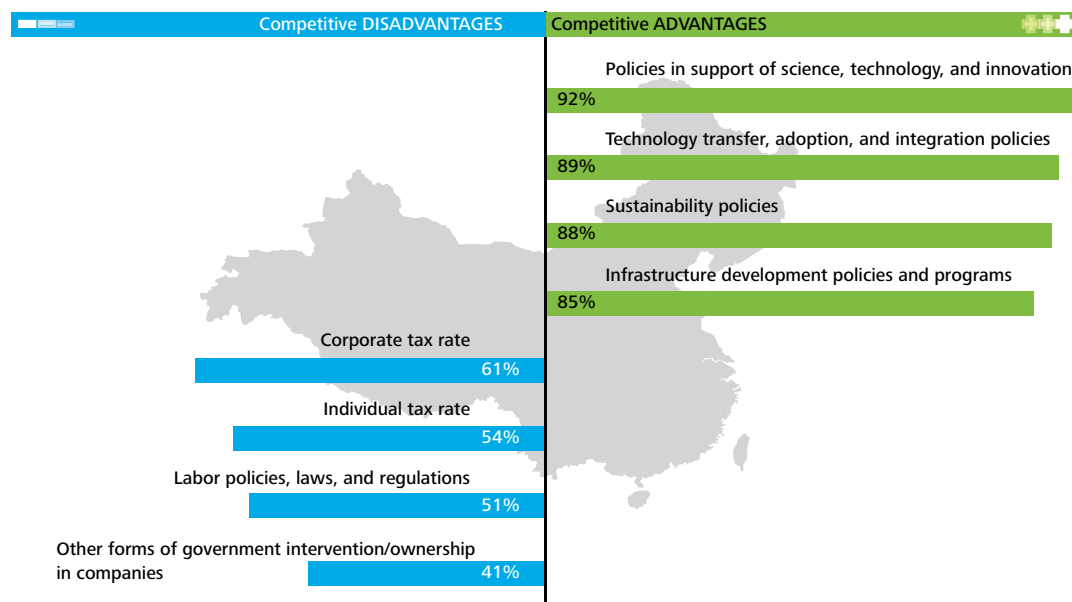 Competitive DISADVANTAGES
Competitive ADVANTAGES
Policies in support of science, technology, and innovation
92%
Technology transfer, adoption, and integration policies
89%
Sustainability policies
88%
Infrastructure development policies and programs
85%
Corporate tax rate
61%
Individual tax rate
54%
Labor policies, laws, and regulations
51%
Other forms of government intervention/ownership
in companies
41%